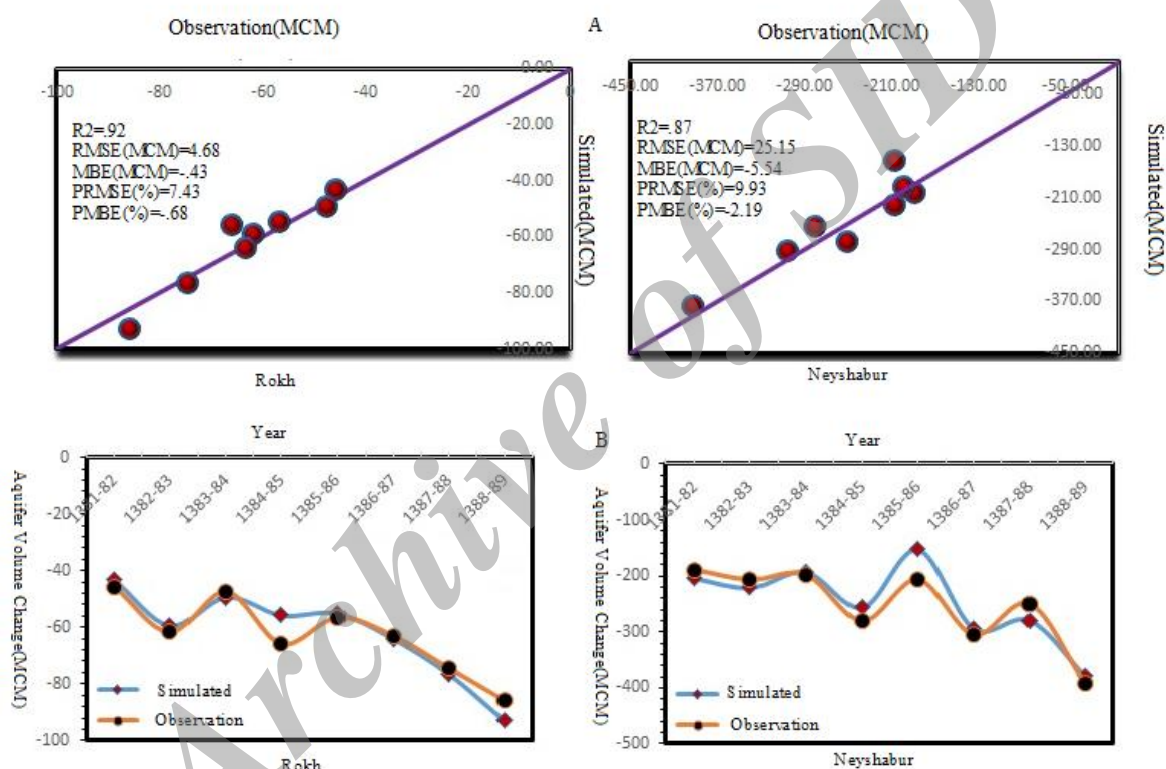 Observation(MCM)
A
Observation(MCM)
0.00
-100
-80
-60
-40
-20
0
-20.00
-40.00
-60.00
-80.00
-100.00
R2=.92
RMSE(MCM)=4.68
MBE(MCM)=-.43
PRMSE(%)=7.43
PMBE(%)=-.68
Simulated(MCM)
Rokh
-450.00
-370.00
-290.00
-210.00
-130.00
-50.00
-130.00
-210.00
-290.00
-370.00
-450.00
R2=.87
RMSE(MCM)=25.15
MBE(MCM)=-5.54
PRMSE(%)=9.93
PMBE(%)=-2.19
Simulated(MCM)
Neyshabur
Year
B
Year
Aquifer Volume Change(MCM)
0
-20
-40
-60
-80
-100
1381-82
1382-83
1383-84
1384-85
1385-86
1386-87
1387-88
1388-89
Simulated
Observation
Rokh
Aquifer Volume Change(MCM)
0
-100
-200
-300
-400
-500
1381-82
1382-83
1383-84
1384-85
1385-86
1386-87
1387-88
1388-89
Simulated
Observation
Neyshabur
Archive of SID